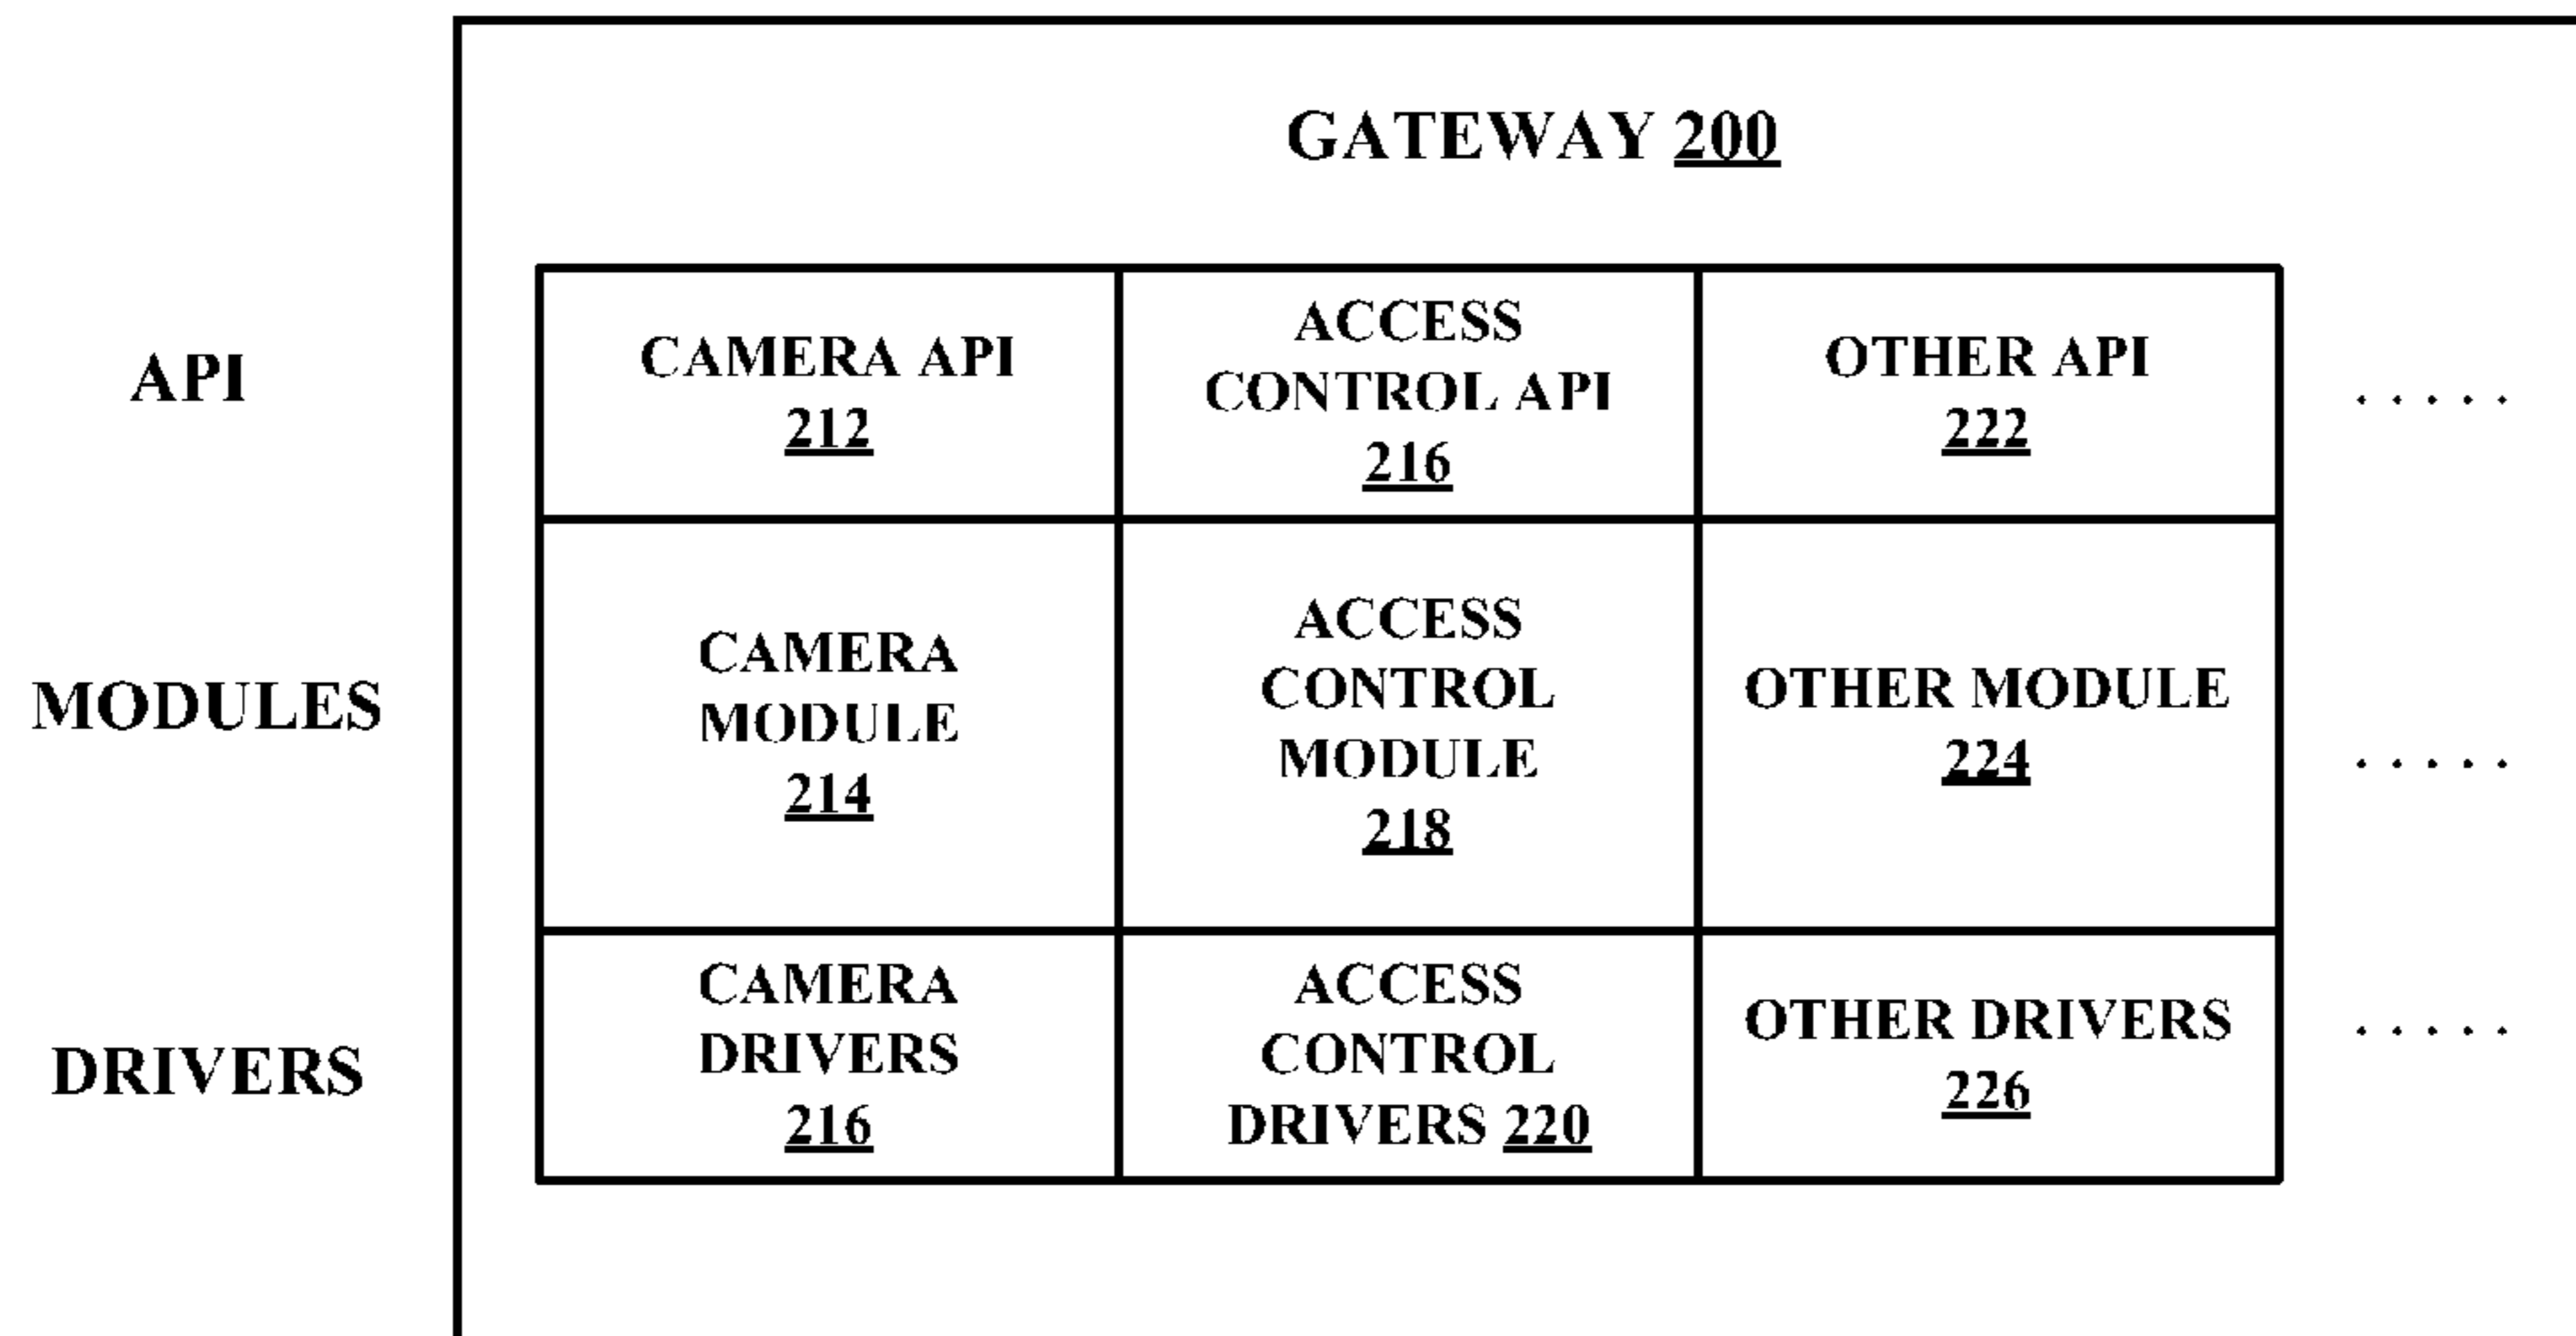 GATEWAY 200
API
CAMERA API
212
ACCESS
CONTROL API
216
OTHER API
222
. . . . .
MODULES
CAMERA
MODULE
214
ACCESS
CONTROL
MODULE
218
OTHER MODULE
224
. . . . .
DRIVERS
CAMERA
DRIVERS
216
ACCESS
CONTROL
DRIVERS 220
OTHER DRIVERS
226
. . . . .